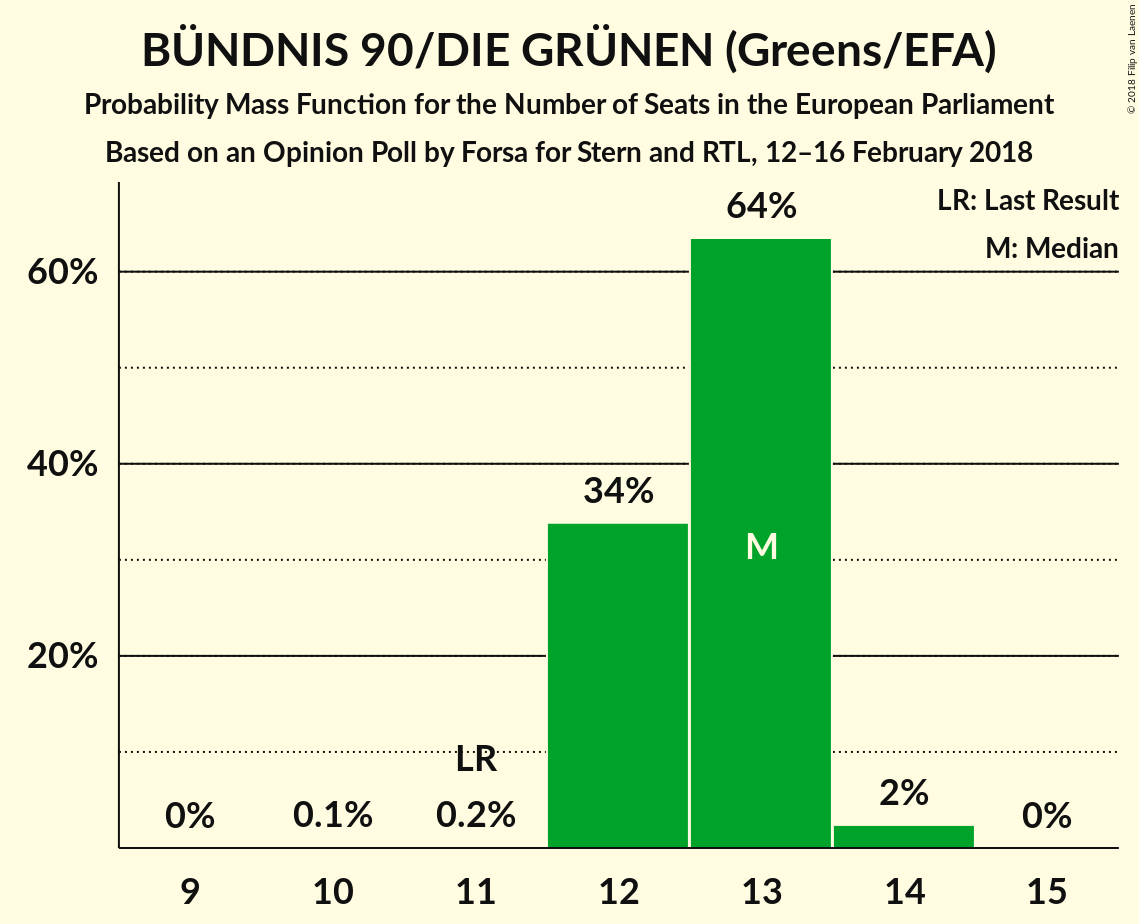 BÜNDNIS 90/DIE GRÜNEN (Greens/EFA)
Probability Mass Function for the Number of Seats in the European Parliament
Based on an Opinion Poll by Forsa for Stern and RTL, 12–16 February 2018
© 2018 Filip van Laenen
LR: Last Result
M: Median
64%
60%
40%
34%
M
20%
LR
0%
0.1%
0.2%
2%
0%
9
10
11
12
13
14
15